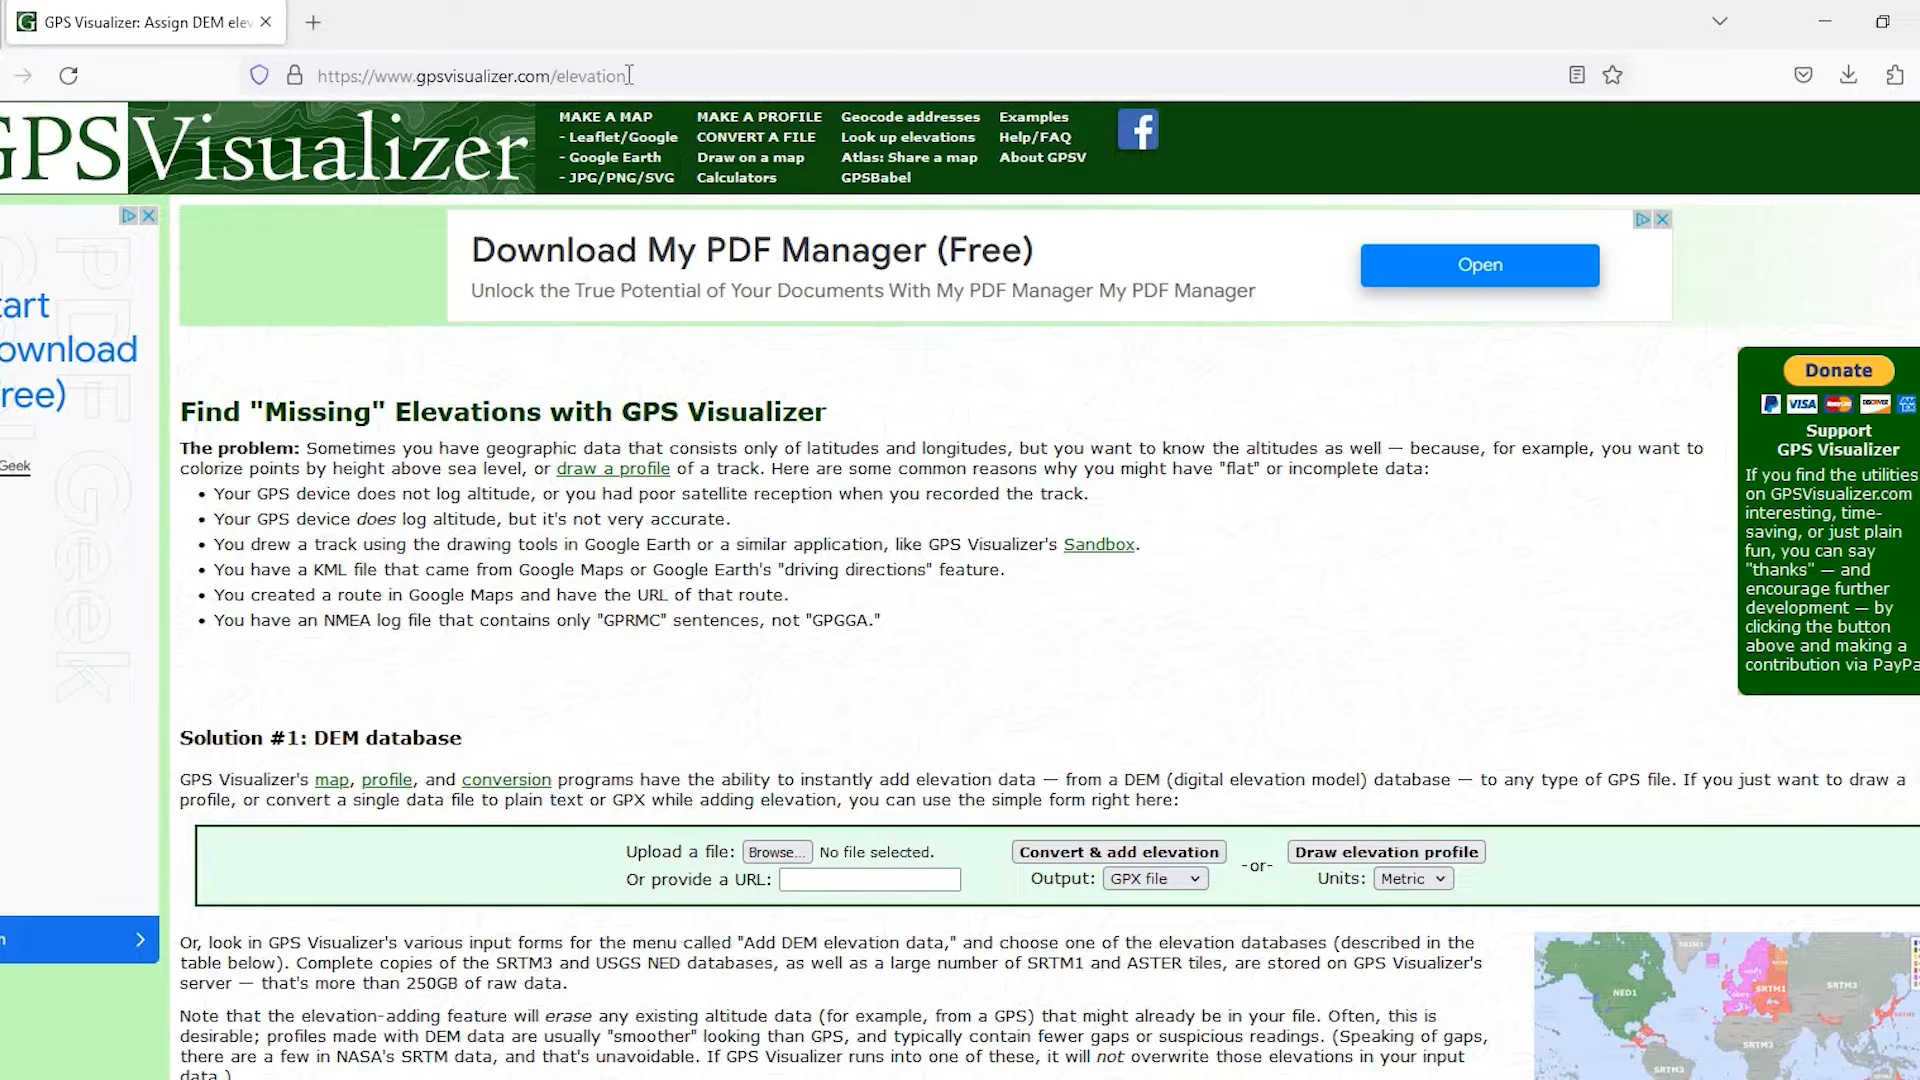 GPS Visualizer: Assign DEM elev
https://www.gpsvisualizer.com/elevation
GPSVisualizer
MAKE A MAP
- Leaflet/Google
- Google Earth
- JPG/PNG/SVG
MAKE A PROFILE
CONVERT A FILE
Draw on a map
Calculators
Geocode addresses
Look up elevations
Atlas: Share a map
GPSBabel
Examples
Help/FAQ
About GPSV
tart
ownload
ree)
Geek
PDF Geek
Download My PDF Manager (Free)
Unlock the True Potential of Your Documents With My PDF Manager My PDF Manager
Open
Find "Missing" Elevations with GPS Visualizer
The problem: Sometimes you have geographic data that consists only of latitudes and longitudes, but you want to know the altitudes as well — because, for example, you want to
colorize points by height above sea level, or draw a profile of a track. Here are some common reasons why you might have "flat" or incomplete data:
• Your GPS device does not log altitude, or you had poor satellite reception when you recorded the track.
• Your GPS device does log altitude, but it's not very accurate.
• You drew a track using the drawing tools in Google Earth or a similar application, like GPS Visualizer's Sandbox.
• You have a KML file that came from Google Maps or Google Earth's "driving directions" feature.
• You created a route in Google Maps and have the URL of that route.
• You have an NMEA log file that contains only "GPRMC" sentences, not "GPGGA."
Donate
VISA
DISCOVER
Support
GPS Visualizer
If you find the utilities
on GPSVisualizer.com
interesting, time-
saving, or just plain
fun, you can say
"thanks" — and
encourage further
development — by
clicking the button
above and making a
contribution via PayPa
Solution #1: DEM database
GPS Visualizer's map, profile, and conversion programs have the ability to instantly add elevation data — from a DEM (digital elevation model) database — to any type of GPS file. If you just want to draw a
profile, or convert a single data file to plain text or GPX while adding elevation, you can use the simple form right here:
Upload a file: Browse... No file selected.
Or provide a URL:
Convert & add elevation
Output: GPX file
-or-
Draw elevation profile
Units: Metric
Or, look in GPS Visualizer's various input forms for the menu called "Add DEM elevation data," and choose one of the elevation databases (described in the
table below). Complete copies of the SRTM3 and USGS NED databases, as well as a large number of SRTM1 and ASTER tiles, are stored on GPS Visualizer's
server — that's more than 250GB of raw data.
Note that the elevation-adding feature will erase any existing altitude data (for example, from a GPS) that might already be in your file. Often, this is
desirable; profiles made with DEM data are usually "smoother" looking than GPS, and typically contain fewer gaps or suspicious readings. (Speaking of gaps,
there are a few in NASA's SRTM data, and that's unavoidable. If GPS Visualizer runs into one of these, it will not overwrite those elevations in your input
data.)
NED1
SRTM1
SRTM3
SRTM3
SRTM3